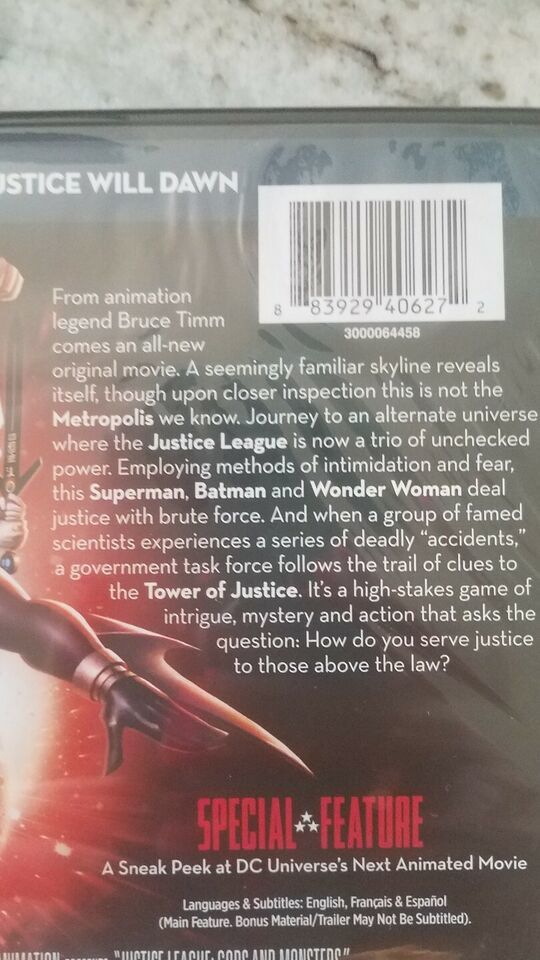 JUSTICE WILL DAWN
8 83929 40627 2
3000064458
From animation
legend Bruce Timm
comes an all-new
original movie. A seemingly familiar skyline reveals
itself, though upon closer inspection this is not the
Metropolis we know. Journey to an alternate universe
where the Justice League is now a trio of unchecked
power. Employing methods of intimidation and fear,
this Superman, Batman and Wonder Woman deal
justice with brute force. And when a group of famed
scientists experiences a series of deadly “accidents,”
a government task force follows the trail of clues to
the Tower of Justice. It’s a high-stakes game of
intrigue, mystery and action that asks the
question: How do you serve justice
to those above the law?
SPECIAL FEATURE
A Sneak Peek at DC Universe’s Next Animated Movie
Languages & Subtitles: English, Français & Español
(Main Feature. Bonus Material/Trailer May Not Be Subtitled).
"JUSTICE LEAGUE: GODS AND MONSTERS"